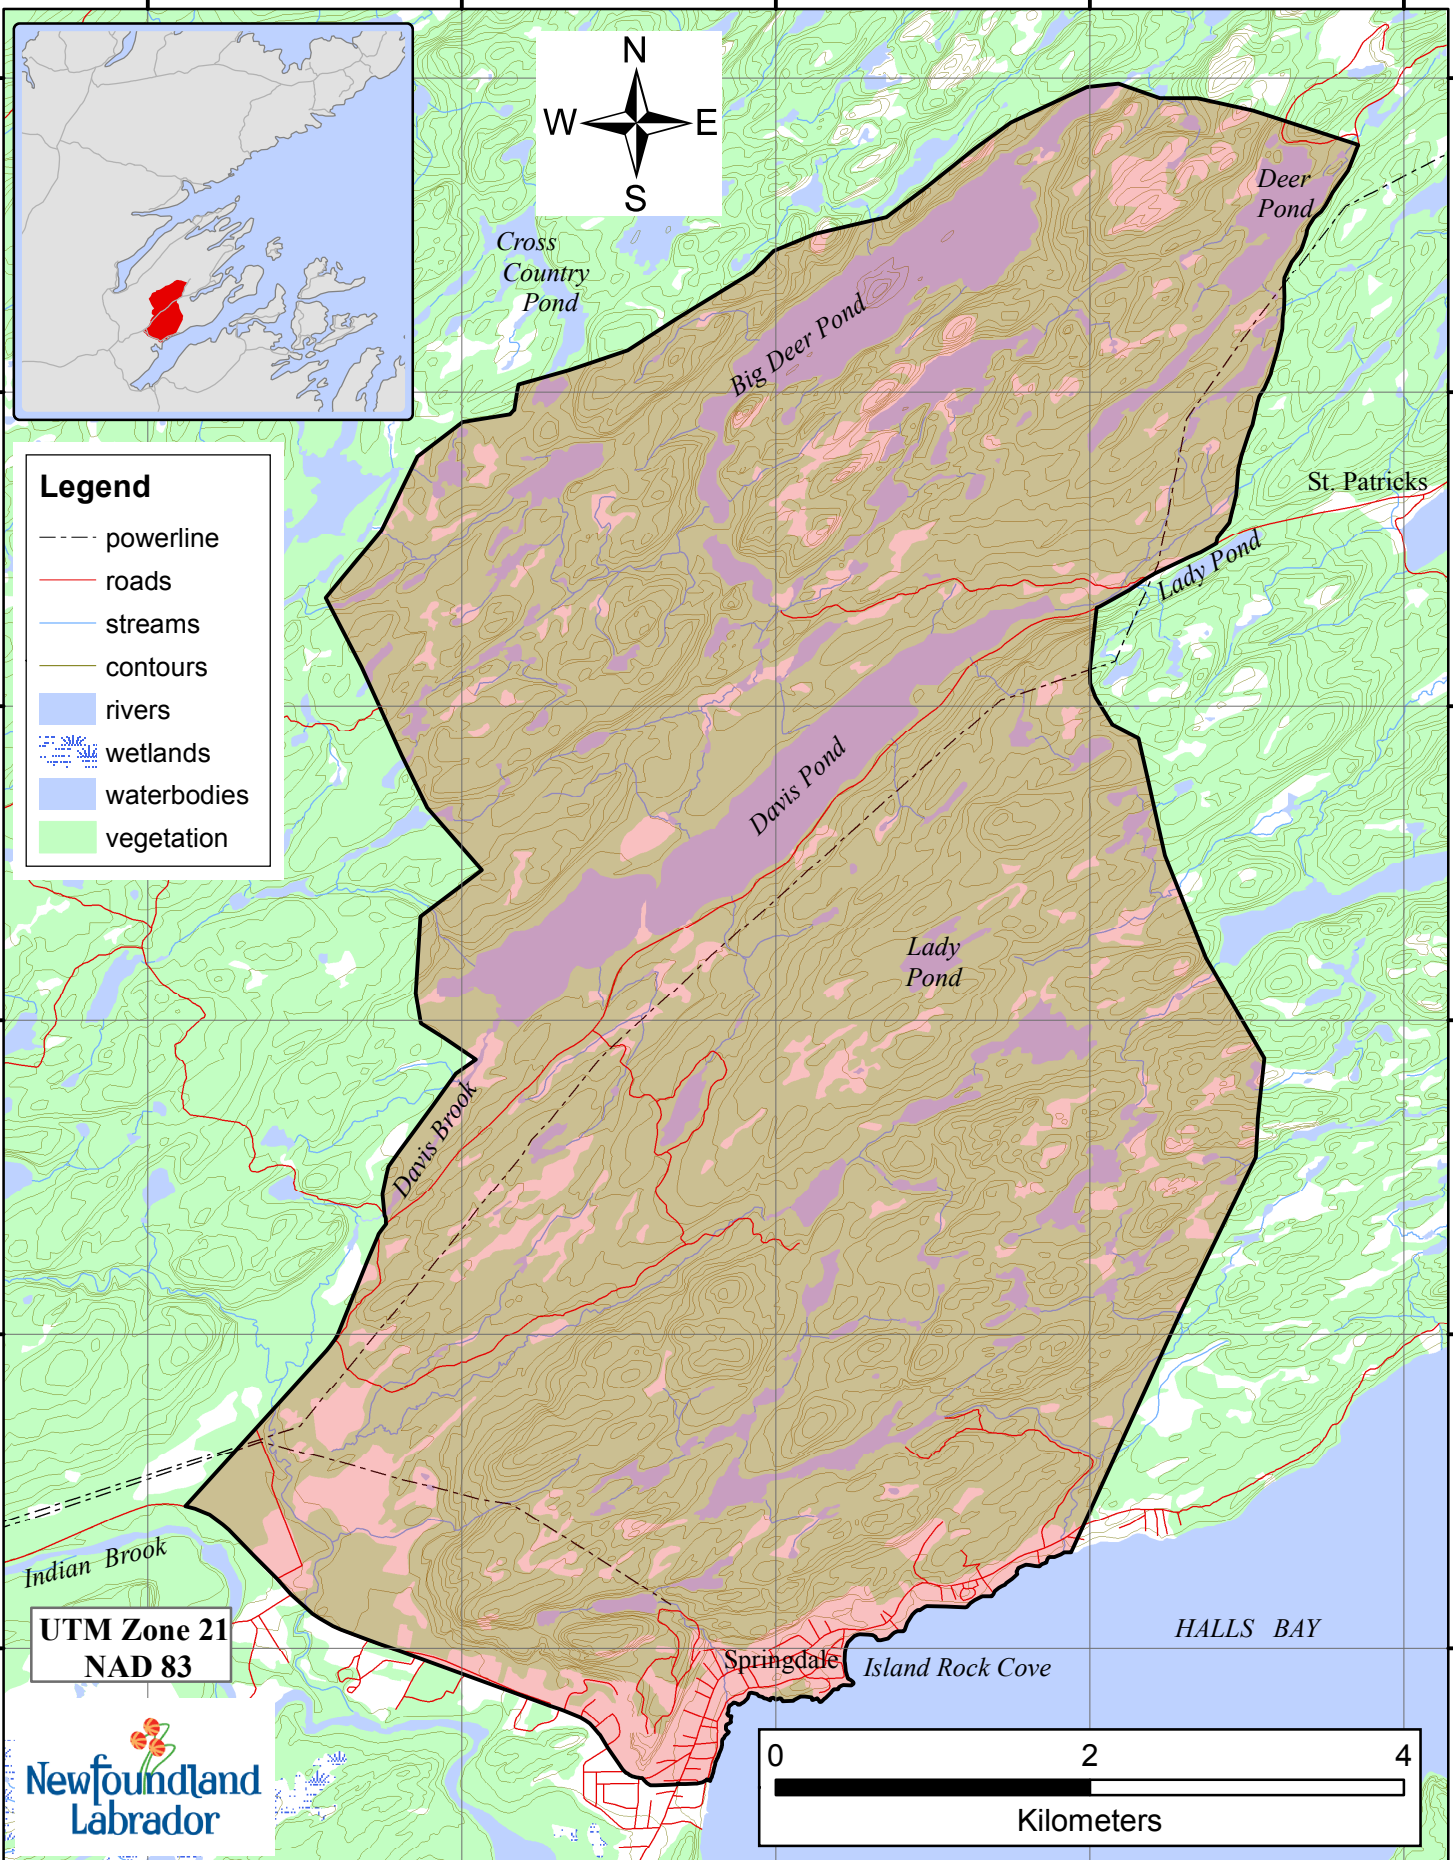 N
W E
S
Deer
Pond
Cross
Country
Pond
Big Deer Pond
St. Patricks
Lady Pond
Legend
powerline
roads
streams
contours
rivers
wetlands
waterbodies
vegetation
Davis Pond
Lady
Pond
Davis Brook
Indian Brook
UTM Zone 21
NAD 83
HALLS BAY
Springdale
Island Rock Cove
Newfoundland
Labrador
0 2 4
Kilometers